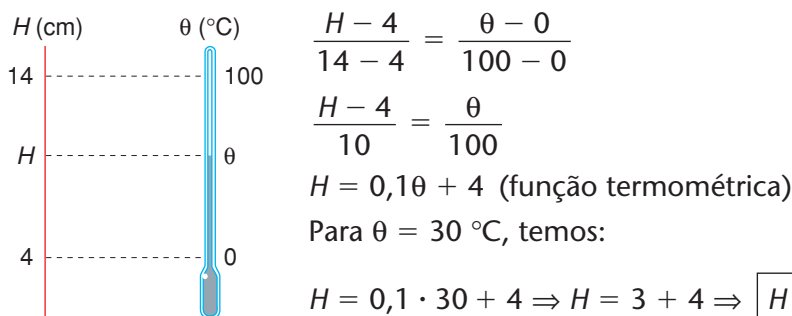 H (cm) θ (°C)
14 100
H θ
4 0
H − 4 / 14 − 4 = θ − 0 / 100 − 0
H − 4 / 10 = θ / 100
H = 0,1θ + 4 (função termométrica)
Para θ = 30 °C, temos:
H = 0,1 · 30 + 4 ⇒ H = 3 + 4 ⇒ H